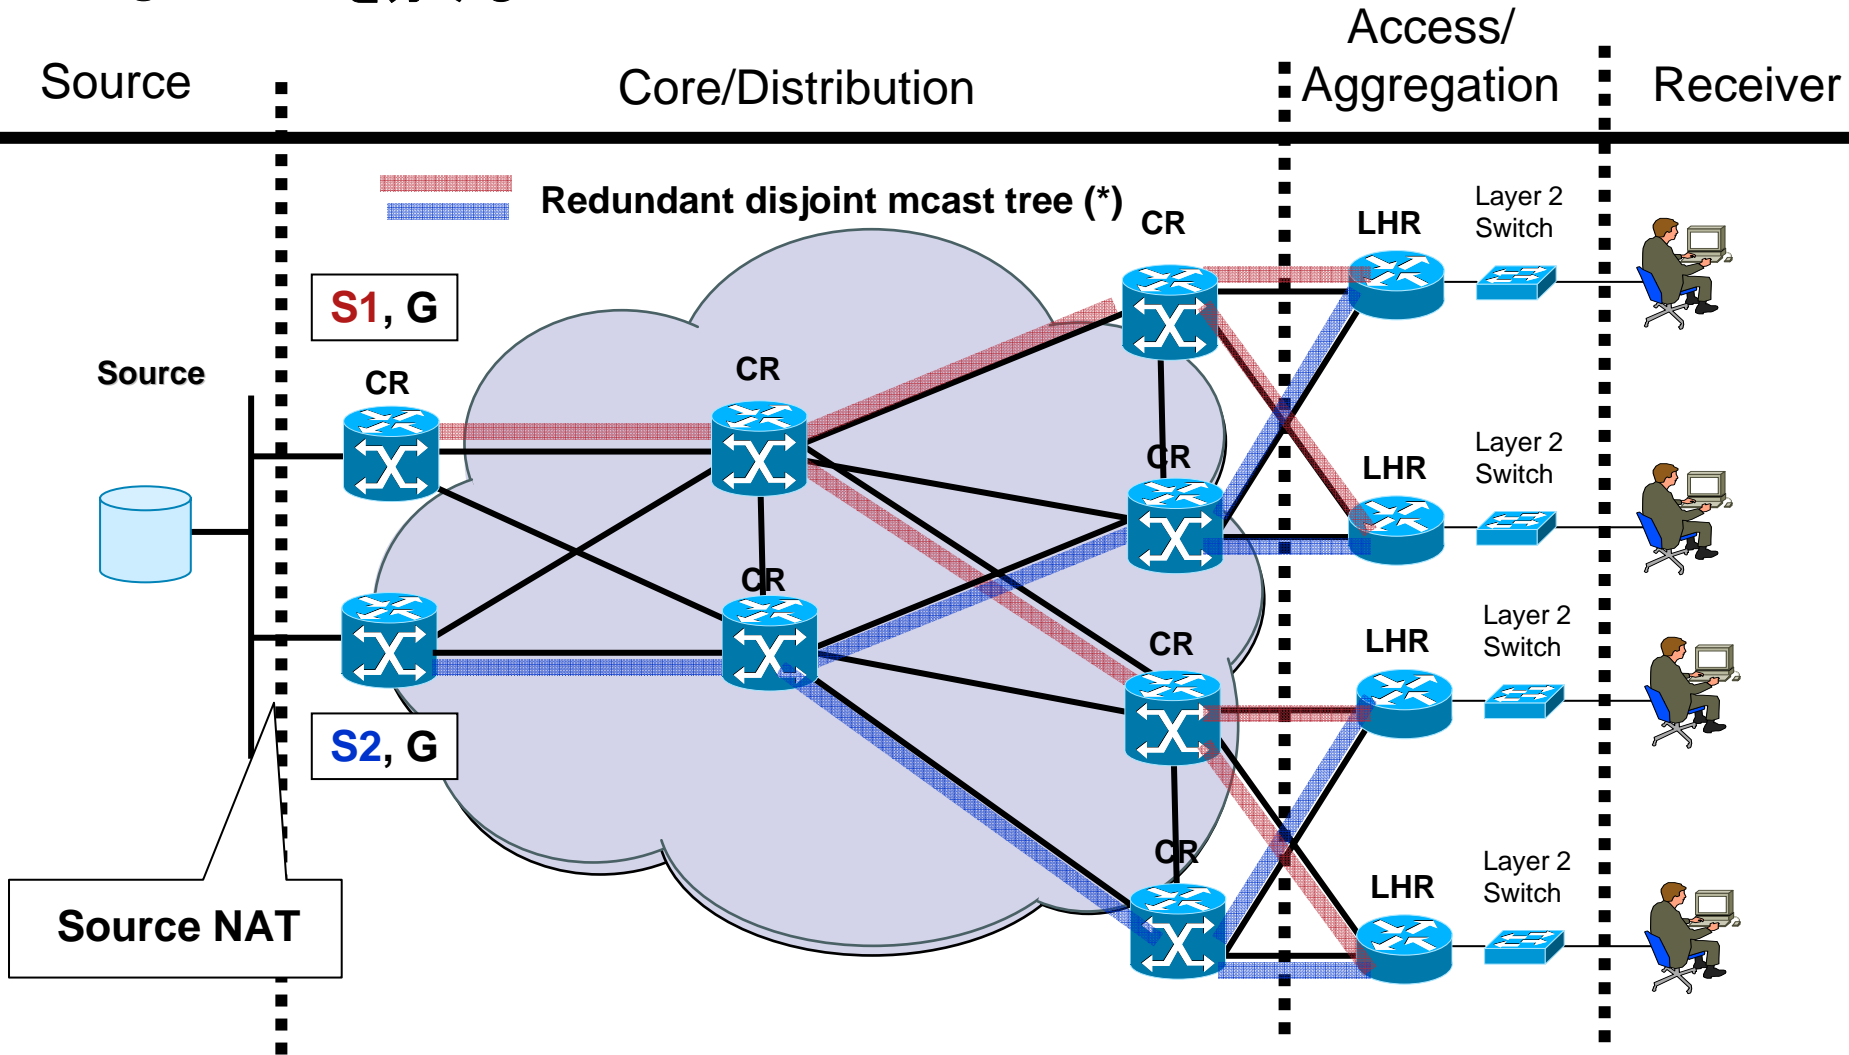 Source
Core/Distribution
Access/
Aggregation
Receiver
Redundant disjoint mcast tree (*)
CR
LHR
Layer 2
Switch
S1, G
Source
CR
CR
CR
LHR
Layer 2
Switch
CR
CR
LHR
Layer 2
Switch
S2, G
CR
LHR
Layer 2
Switch
Source NAT